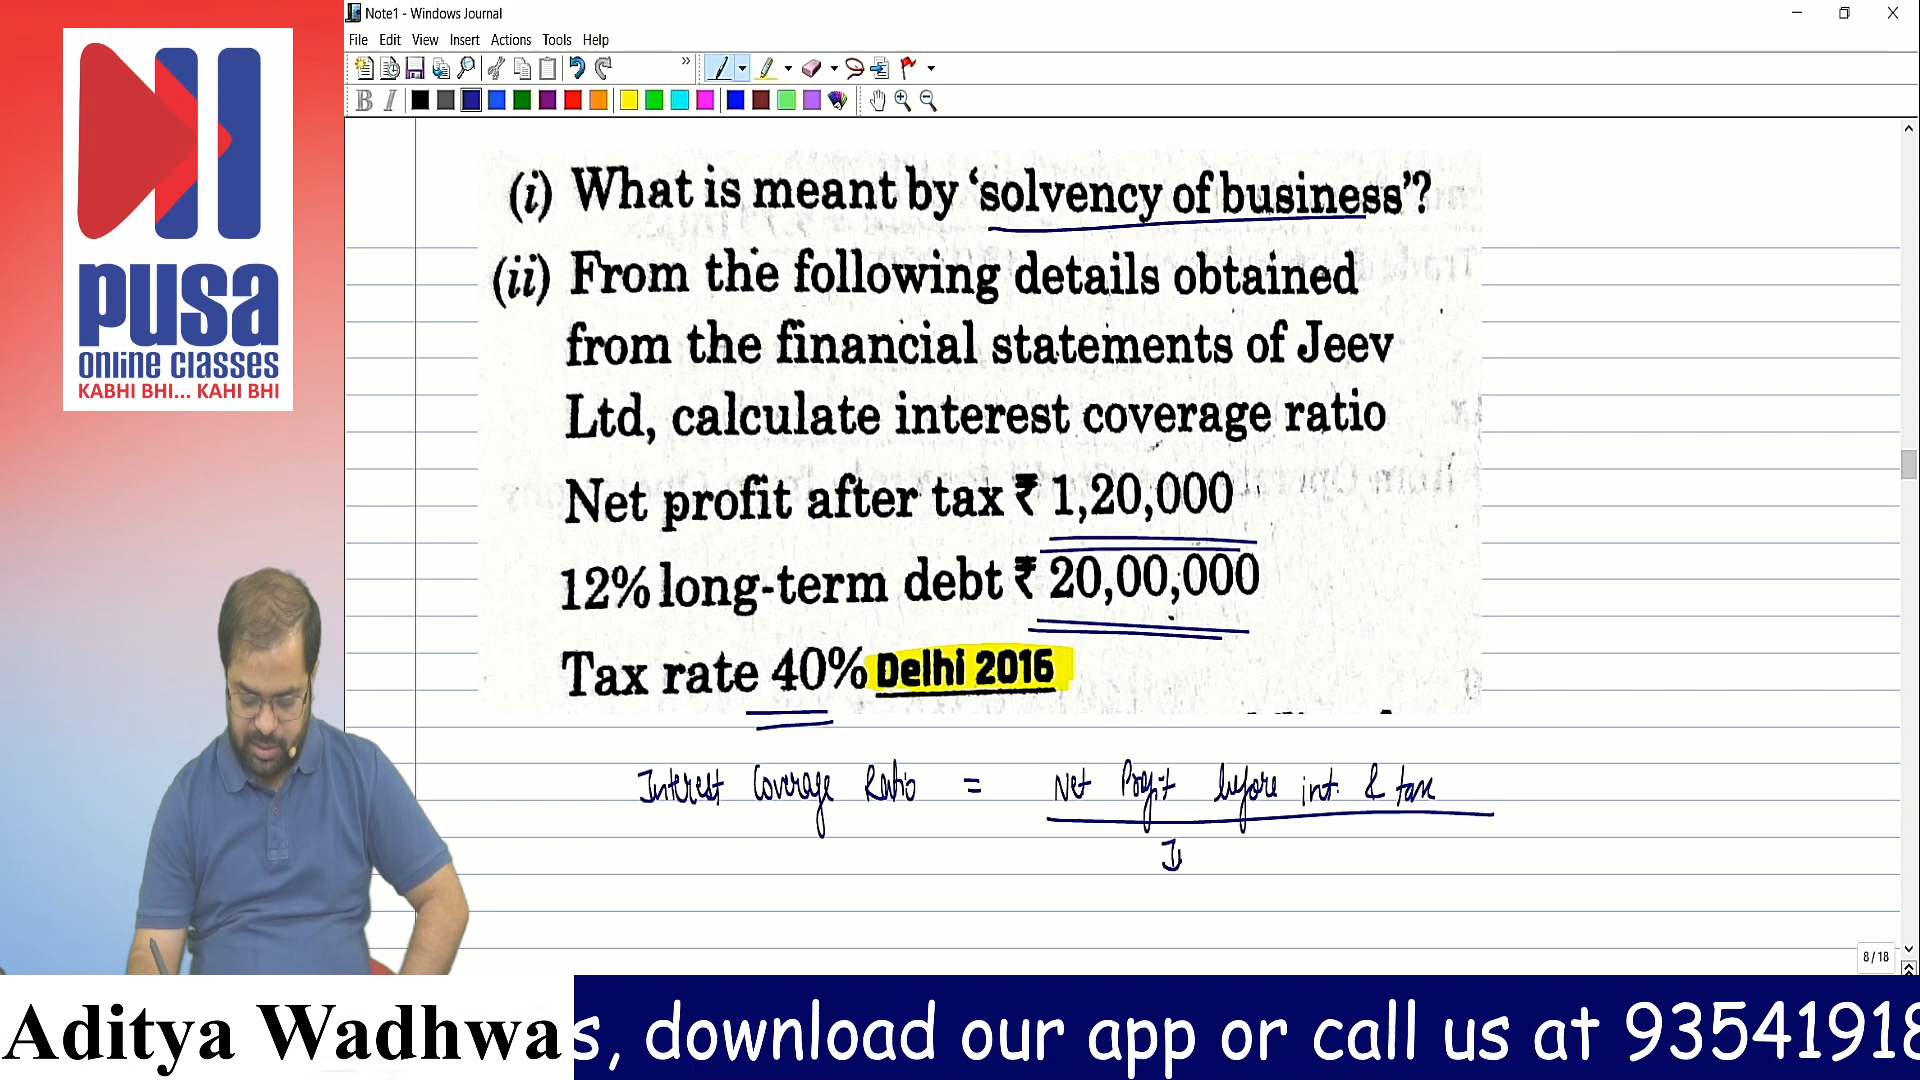 Note1 - Windows Journal
File Edit View Insert Actions Tools Help
B I
pusa
ONLINE CLASSES
KABHI BHI... KAHI BHI
(i) What is meant by ‘solvency of business’?
(ii) From the following details obtained
from the financial statements of Jeev
Ltd, calculate interest coverage ratio
Net profit after tax ₹ 1,20,000
12% long-term debt ₹ 20,00,000
Tax rate 40% Delhi 2016
Interest Coverage Ratio = Net Profit before int. & tax
8 / 18
Aditya Wadhwa
s, download our app or call us at 93541918